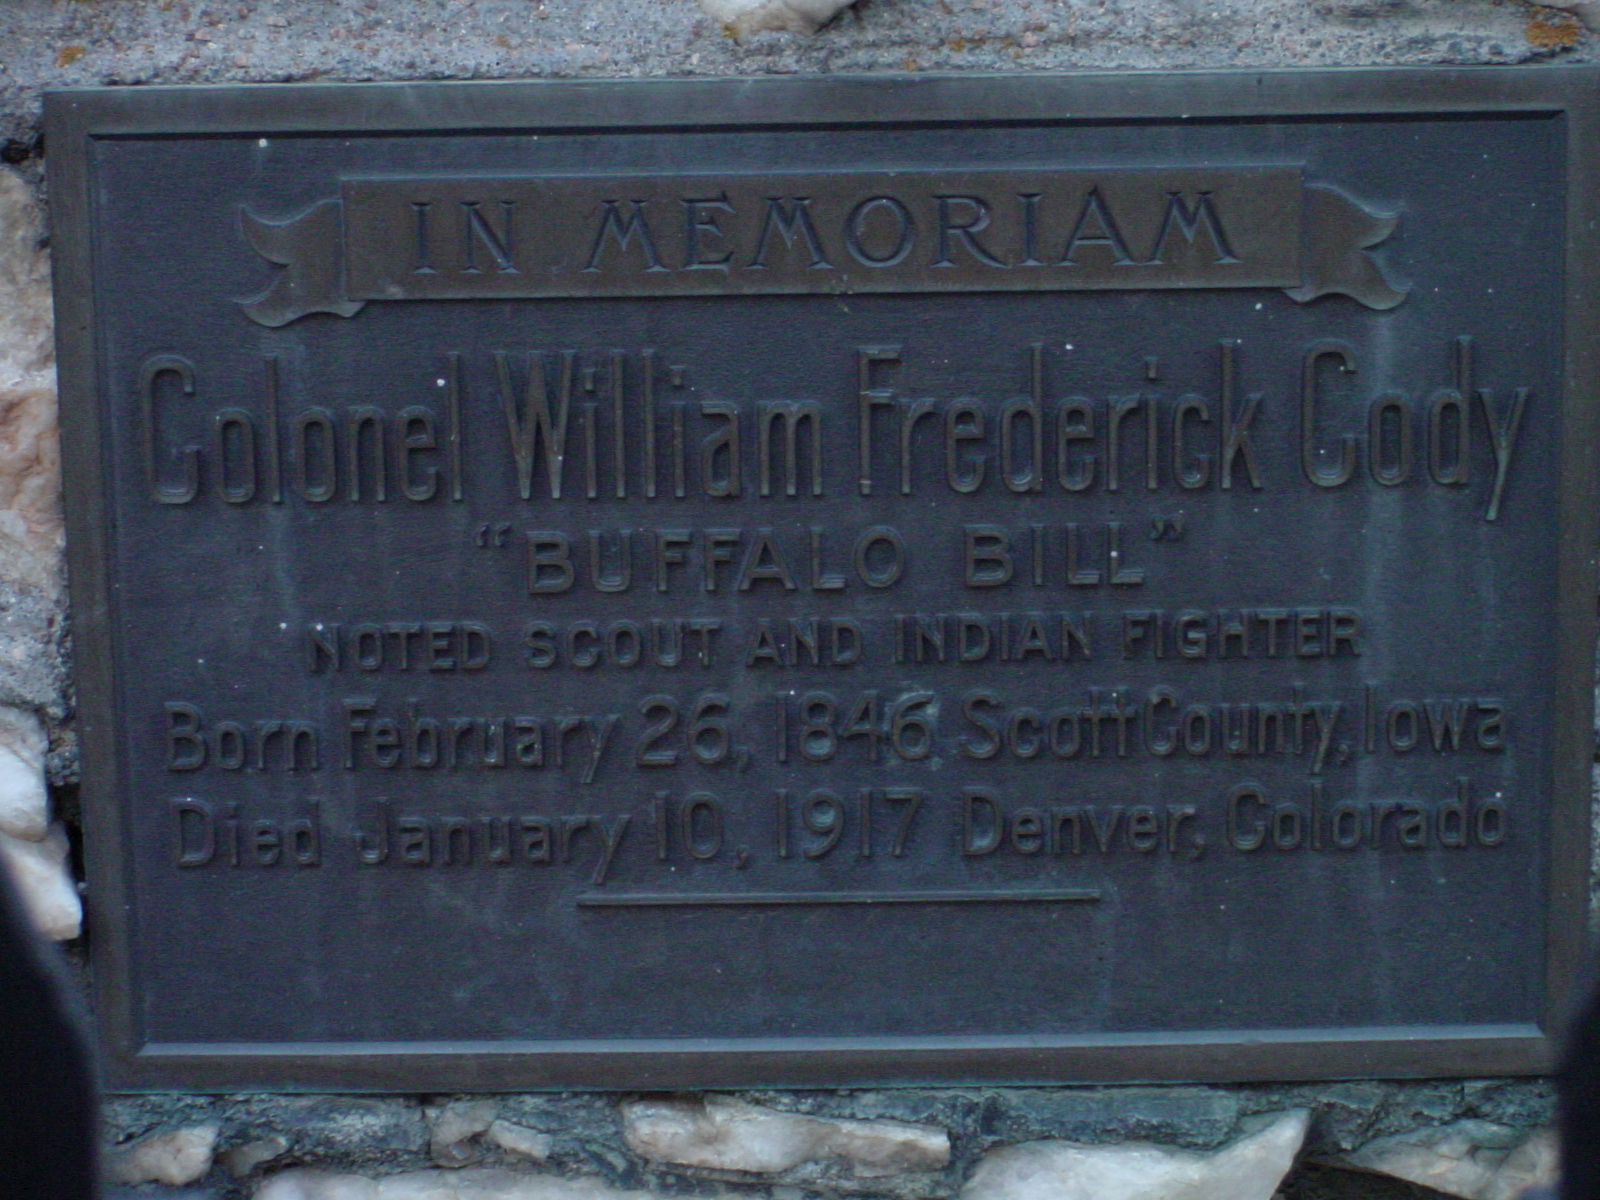 IN MEMORIAM
Colonel William Frederick Cody
"BUFFALO BILL"
NOTED SCOUT AND INDIAN FIGHTER
Born February 26, 1846 Scott County, Iowa
Died January 10, 1917 Denver, Colorado